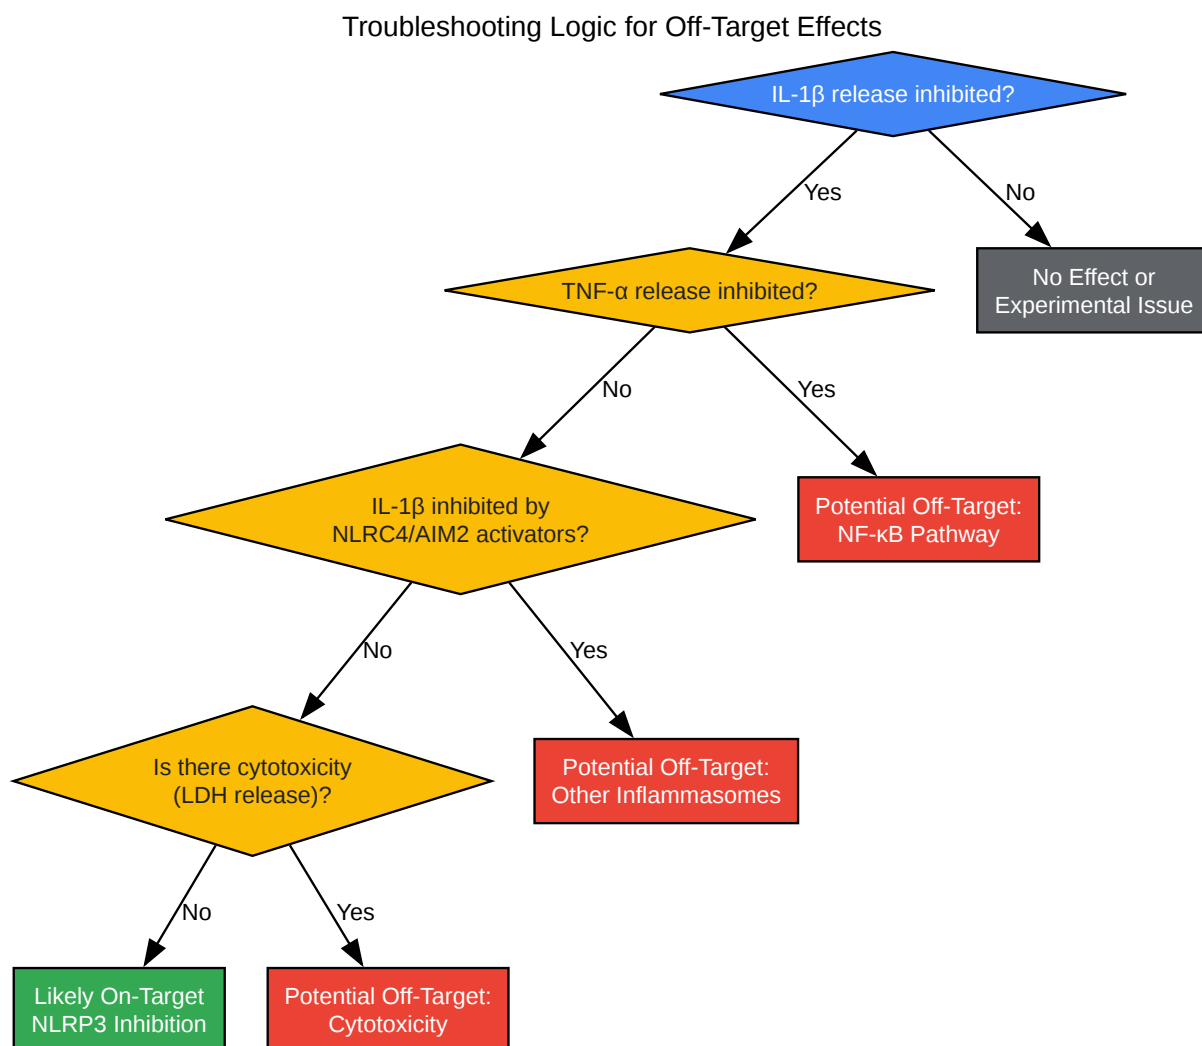 Troubleshooting Logic for Off-Target Effects
IL-1β release inhibited?
Yes
No
TNF-α release inhibited?
No Effect or
Experimental Issue
No
Yes
IL-1β inhibited by
NLRC4/AIM2 activators?
Potential Off-Target:
NF-κB Pathway
No
Yes
Is there cytotoxicity
(LDH release)?
Potential Off-Target:
Other Inflammasomes
No
Yes
Likely On-Target
NLRP3 Inhibition
Potential Off-Target:
Cytotoxicity